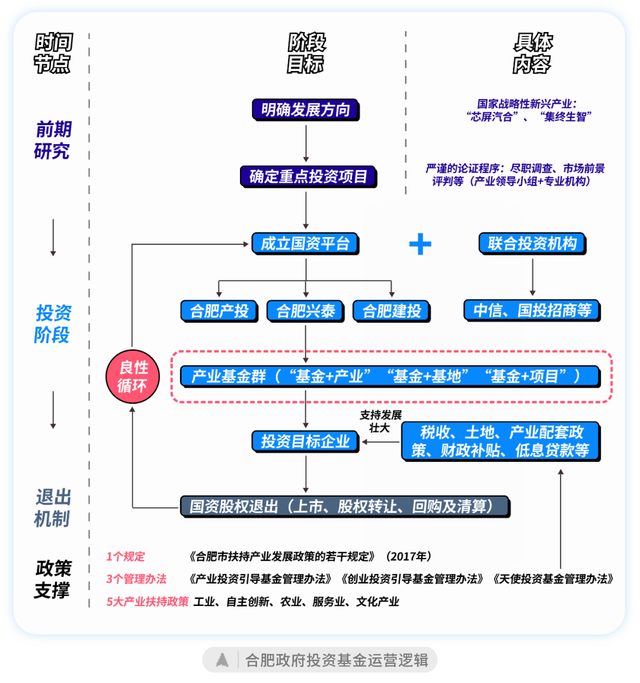 时间
节点
阶段
目标
具体
内容
前期
研究
明确发展方向
国家战略性新兴产业：
“芯屏汽合”、“集终生智”
确定重点投资项目
严谨的论证程序：尽职调查、市场前景
评判等（产业领导小组+专业机构）
投资
阶段
成立国资平台
+
联合投资机构
合肥产投
合肥兴泰
合肥建投
中信、国投招商等
良性
循环
产业基金群（“基金+产业”“基金+基地”“基金+项目”）
支持发展
壮大
投资目标企业
税收、土地、产业配套政
策、财政补贴、低息贷款等
退出
机制
国资股权退出（上市、股权转让、回购及清算）
政策
支撑
1个规定 《合肥市扶持产业发展政策的若干规定》（2017年）
3个管理办法 《产业投资引导基金管理办法》《创业投资引导基金管理办法》《天使投资基金管理办法》
5大产业扶持政策 工业、自主创新、农业、服务业、文化产业
合肥政府投资基金运营逻辑